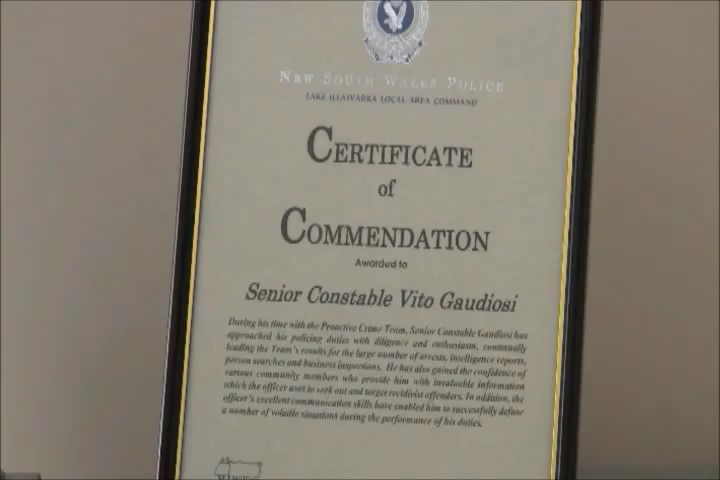 NEW SOUTH WALES POLICE
LAKE ILLAWARRA LOCAL AREA COMMAND
CERTIFICATE
of
COMMENDATION
Awarded to
Senior Constable Vito Gaudiosi
During his time with the Proactive Crime Team, Senior Constable Gaudiosi has
approached his policing duties with diligence and enthusiasm, continually
leading the Team's results for the large number of arrests, intelligence reports,
person searches and business inspections. He has also gained the confidence of
various community members who provide him with invaluable information
which the officer uses to seek out and target recidivist offenders. In addition, the
officer's excellent communication skills have enabled him to successfully defuse
a number of volatile situations during the performance of his duties.